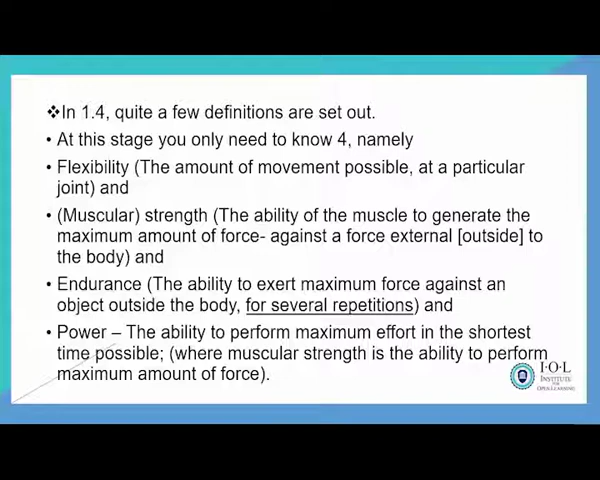 ❖In 1.4, quite a few definitions are set out.
• At this stage you only need to know 4, namely
• Flexibility (The amount of movement possible, at a particular
joint) and
• (Muscular) strength (The ability of the muscle to generate the
maximum amount of force- against a force external [outside] to
the body) and
• Endurance (The ability to exert maximum force against an
object outside the body, for several repetitions) and
• Power – The ability to perform maximum effort in the shortest
time possible; (where muscular strength is the ability to perform
maximum amount of force).
I·O·L
INSTITUTE
FOR
OPEN LEARNING